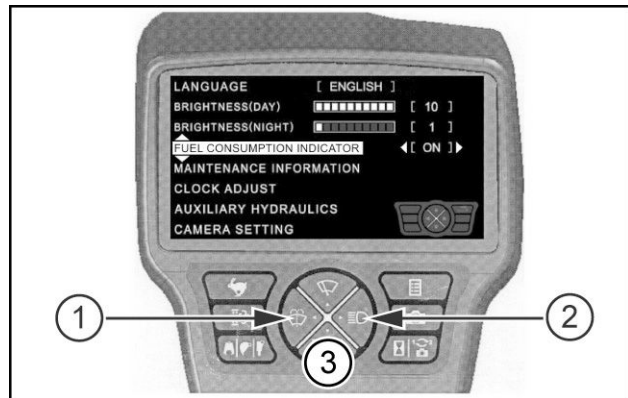 LANGUAGE [ ENGLISH ]
BRIGHTNESS(DAY) [ 10 ]
BRIGHTNESS(NIGHT) [ 1 ]
FUEL CONSUMPTION INDICATOR [ ON ]
MAINTENANCE INFORMATION
CLOCK ADJUST
AUXILIARY HYDRAULICS
CAMERA SETTING
1
2
3